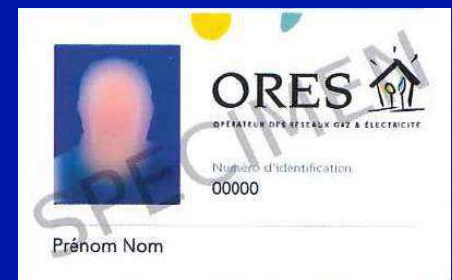 ORES
OPÉRATEUR DES RÉSEAUX GAZ & ÉLECTRICITÉ
Numéro d'identification
00000
SPECIMEN
Prénom Nom